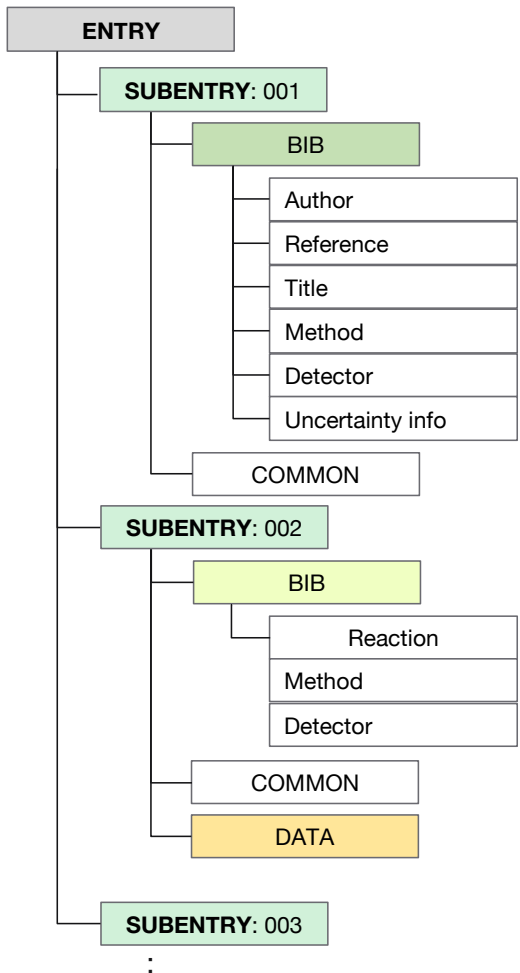 ENTRY
SUBENTRY: 001
BIB
Author
Reference
Title
Method
Detector
Uncertainty info
COMMON
SUBENTRY: 002
BIB
Reaction
Method
Detector
COMMON
DATA
SUBENTRY: 003
: